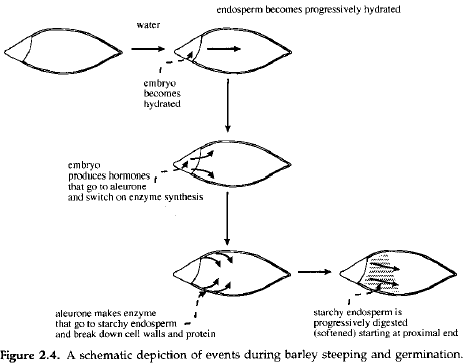 endosperm becomes progressively hydrated
water
embryo
becomes
hydrated
embryo
produces hormones
that go to aleurone
and switch on enzyme synthesis
aleurone makes enzyme
that go to starchy endosperm
and break down cell walls and protein
starchy endosperm is
progressively digested
(softened) starting at proximal end
Figure 2.4. A schematic depiction of events during barley steeping and germination.